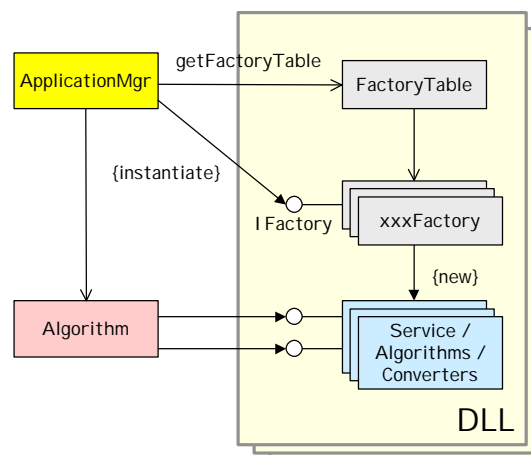 getFactoryTable
ApplicationMgr
FactoryTable
{instantiate}
IFactory
xxxFactory
{new}
Algorithm
Service /
Algorithms /
Converters
DLL